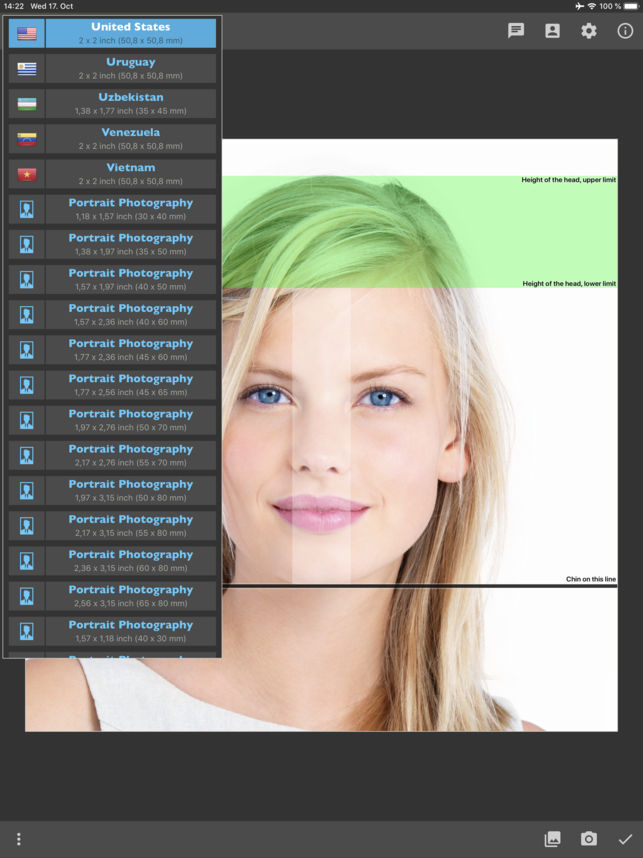 14:22 Wed 17. Oct 100 %
United States
2 x 2 inch (50,8 x 50,8 mm)
Uruguay
2 x 2 inch (50,8 x 50,8 mm)
Uzbekistan
1,38 x 1,77 inch (35 x 45 mm)
Venezuela
2 x 2 inch (50,8 x 50,8 mm)
Vietnam
2 x 2 inch (50,8 x 50,8 mm)
Portrait Photography
1,18 x 1,57 inch (30 x 40 mm)
Portrait Photography
1,38 x 1,97 inch (35 x 50 mm)
Portrait Photography
1,57 x 1,97 inch (40 x 50 mm)
Portrait Photography
1,57 x 2,36 inch (40 x 60 mm)
Portrait Photography
1,77 x 2,36 inch (45 x 60 mm)
Portrait Photography
1,77 x 2,56 inch (45 x 65 mm)
Portrait Photography
1,97 x 2,76 inch (50 x 70 mm)
Portrait Photography
2,17 x 2,76 inch (55 x 70 mm)
Portrait Photography
1,97 x 3,15 inch (50 x 80 mm)
Portrait Photography
2,17 x 3,15 inch (55 x 80 mm)
Portrait Photography
2,36 x 3,15 inch (60 x 80 mm)
Portrait Photography
2,56 x 3,15 inch (65 x 80 mm)
Portrait Photography
1,57 x 1,18 inch (40 x 30 mm)
Height of the head, upper limit
Height of the head, lower limit
Chin on this line